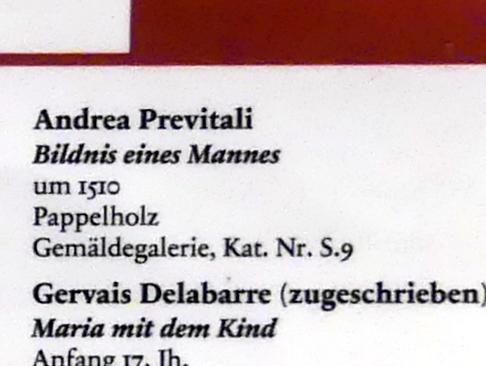 Andrea Previtali
Bildnis eines Mannes
um 1510
Pappelholz
Gemäldegalerie, Kat. Nr. S.9
Gervais Delabarre (zugeschrieben)
Maria mit dem Kind
Anfang 17. Jh.